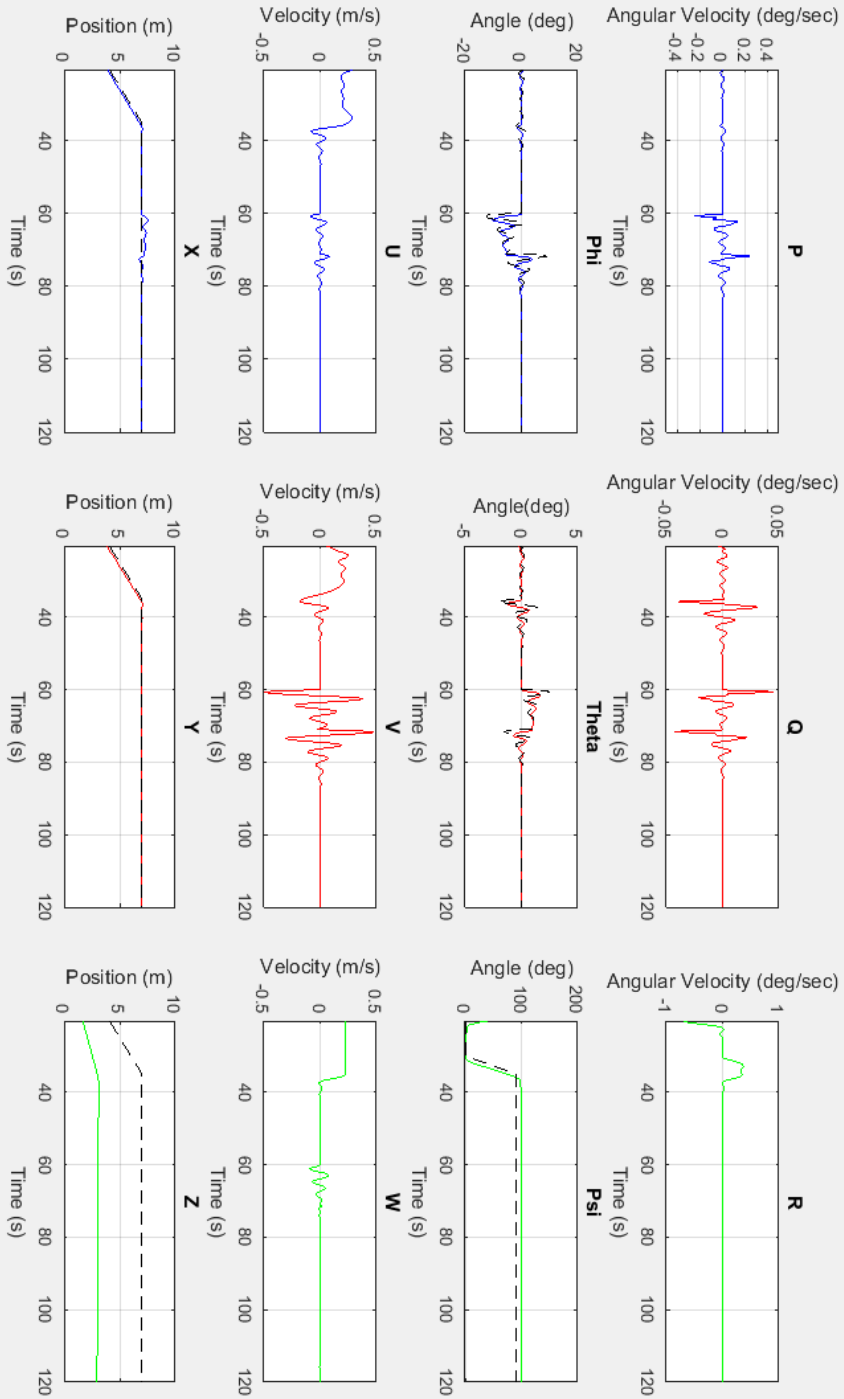 P
Angular Velocity (deg/sec)
0.4
0.2
0
-0.2
-0.4
40 60 80 100 120
Time (s)
Q
Angular Velocity (deg/sec)
0.05
0
-0.05
40 60 80 100 120
Time (s)
R
Angular Velocity (deg/sec)
1
0
-1
40 60 80 100 120
Time (s)
Phi
Angle (deg)
20
0
-20
40 60 80 100 120
Time (s)
Theta
Angle(deg)
5
0
-5
40 60 80 100 120
Time (s)
Psi
Angle (deg)
200
100
0
40 60 80 100 120
Time (s)
U
Velocity (m/s)
0.5
0
-0.5
40 60 80 100 120
Time (s)
V
Velocity (m/s)
0.5
0
-0.5
40 60 80 100 120
Time (s)
W
Velocity (m/s)
0.5
0
-0.5
40 60 80 100 120
Time (s)
X
Position (m)
10
5
0
40 60 80 100 120
Time (s)
Y
Position (m)
10
5
0
40 60 80 100 120
Time (s)
Z
Position (m)
10
5
0
40 60 80 100 120
Time (s)